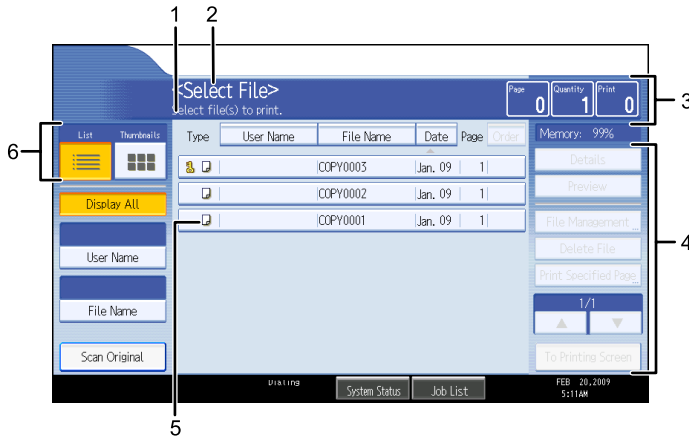 1 2
<Select File>
Select file(s) to print.
Page 0 Quantity 1 Print 0
3
6
List Thumbnails
Type User Name File Name Date Page Order
Memory: 99%
COPY0003 Jan. 09 1
COPY0002 Jan. 09 1
COPY0001 Jan. 09 1
Display All
User Name
File Name
Scan Original
Details
Preview
File Management...
Delete File
Print Specified Page...
1/1
To Printing Screen
4
Dialing
System Status Job List
FEB 20,2009
5:11AM
5